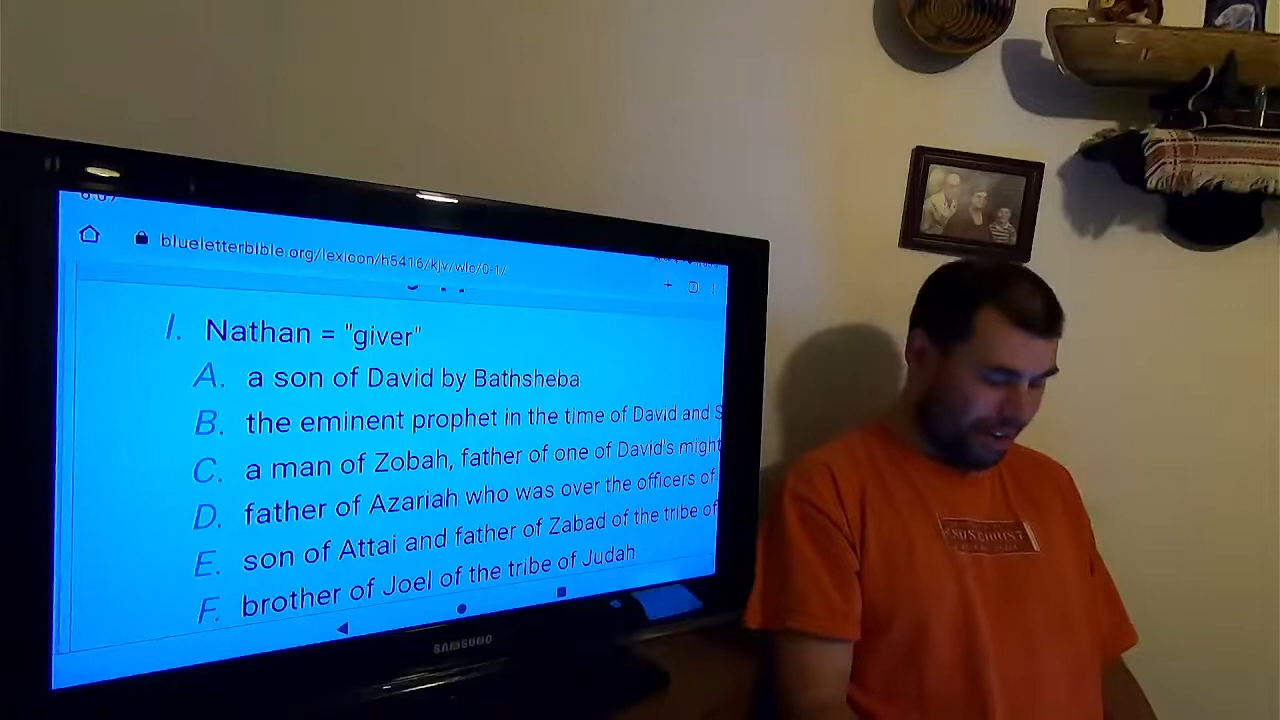 6:07
blueletterbible.org/lexicon/h5416/kjv/wlc/0-1/
I. Nathan = "giver"
A. a son of David by Bathsheba
B. the eminent prophet in the time of David and S
C. a man of Zobah, father of one of David's might
D. father of Azariah who was over the officers of
E. son of Attai and father of Zabad of the tribe of
F. brother of Joel of the tribe of Judah
SAMSUNG